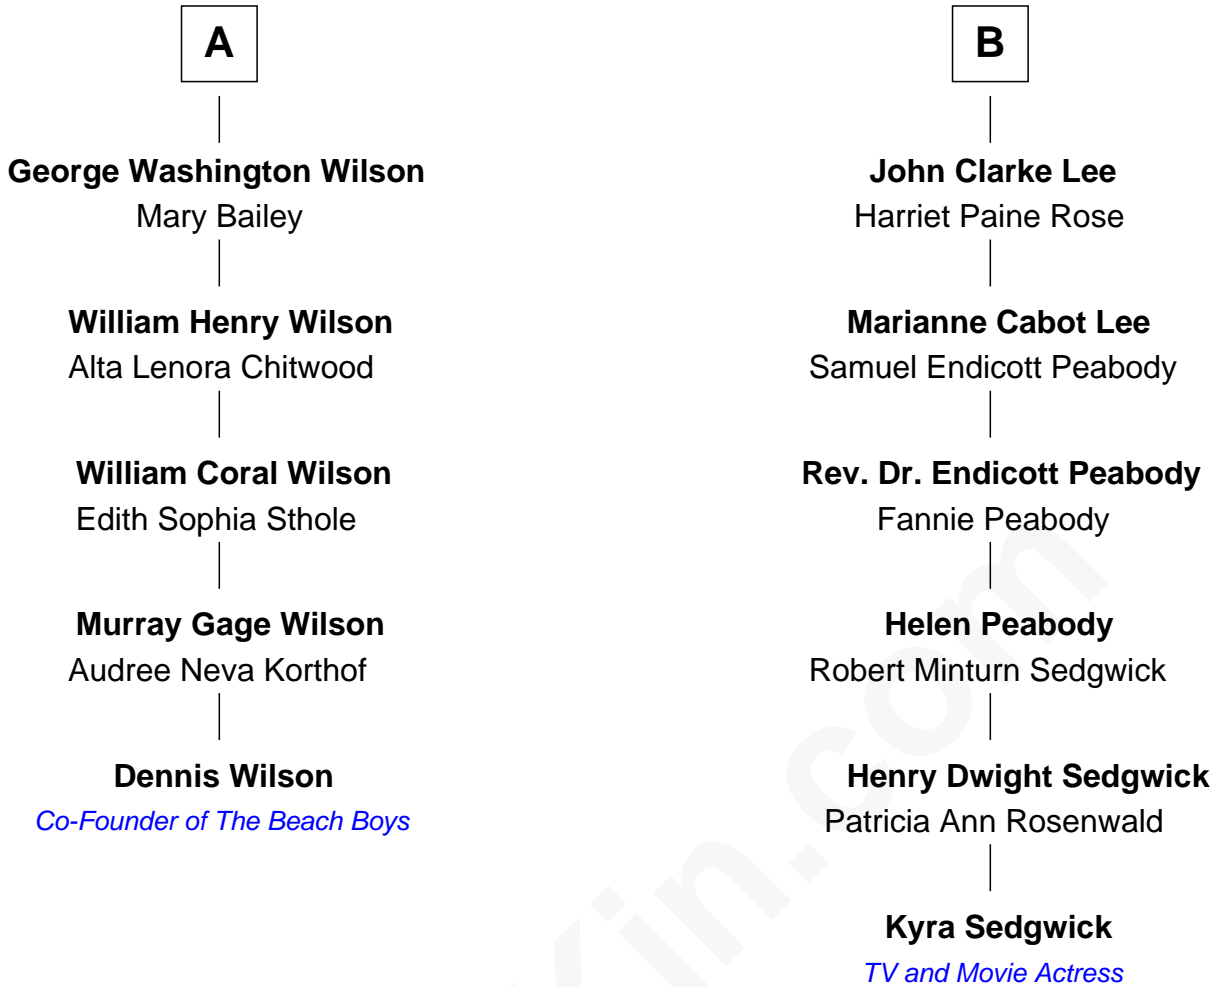 A
George Washington Wilson
Mary Bailey
William Henry Wilson
Alta Lenora Chitwood
William Coral Wilson
Edith Sophia Sthole
Murray Gage Wilson
Audree Neva Korthof
Dennis Wilson
Co-Founder of The Beach Boys
B
John Clarke Lee
Harriet Paine Rose
Marianne Cabot Lee
Samuel Endicott Peabody
Rev. Dr. Endicott Peabody
Fannie Peabody
Helen Peabody
Robert Minturn Sedgwick
Henry Dwight Sedgwick
Patricia Ann Rosenwald
Kyra Sedgwick
TV and Movie Actress
Kin.com